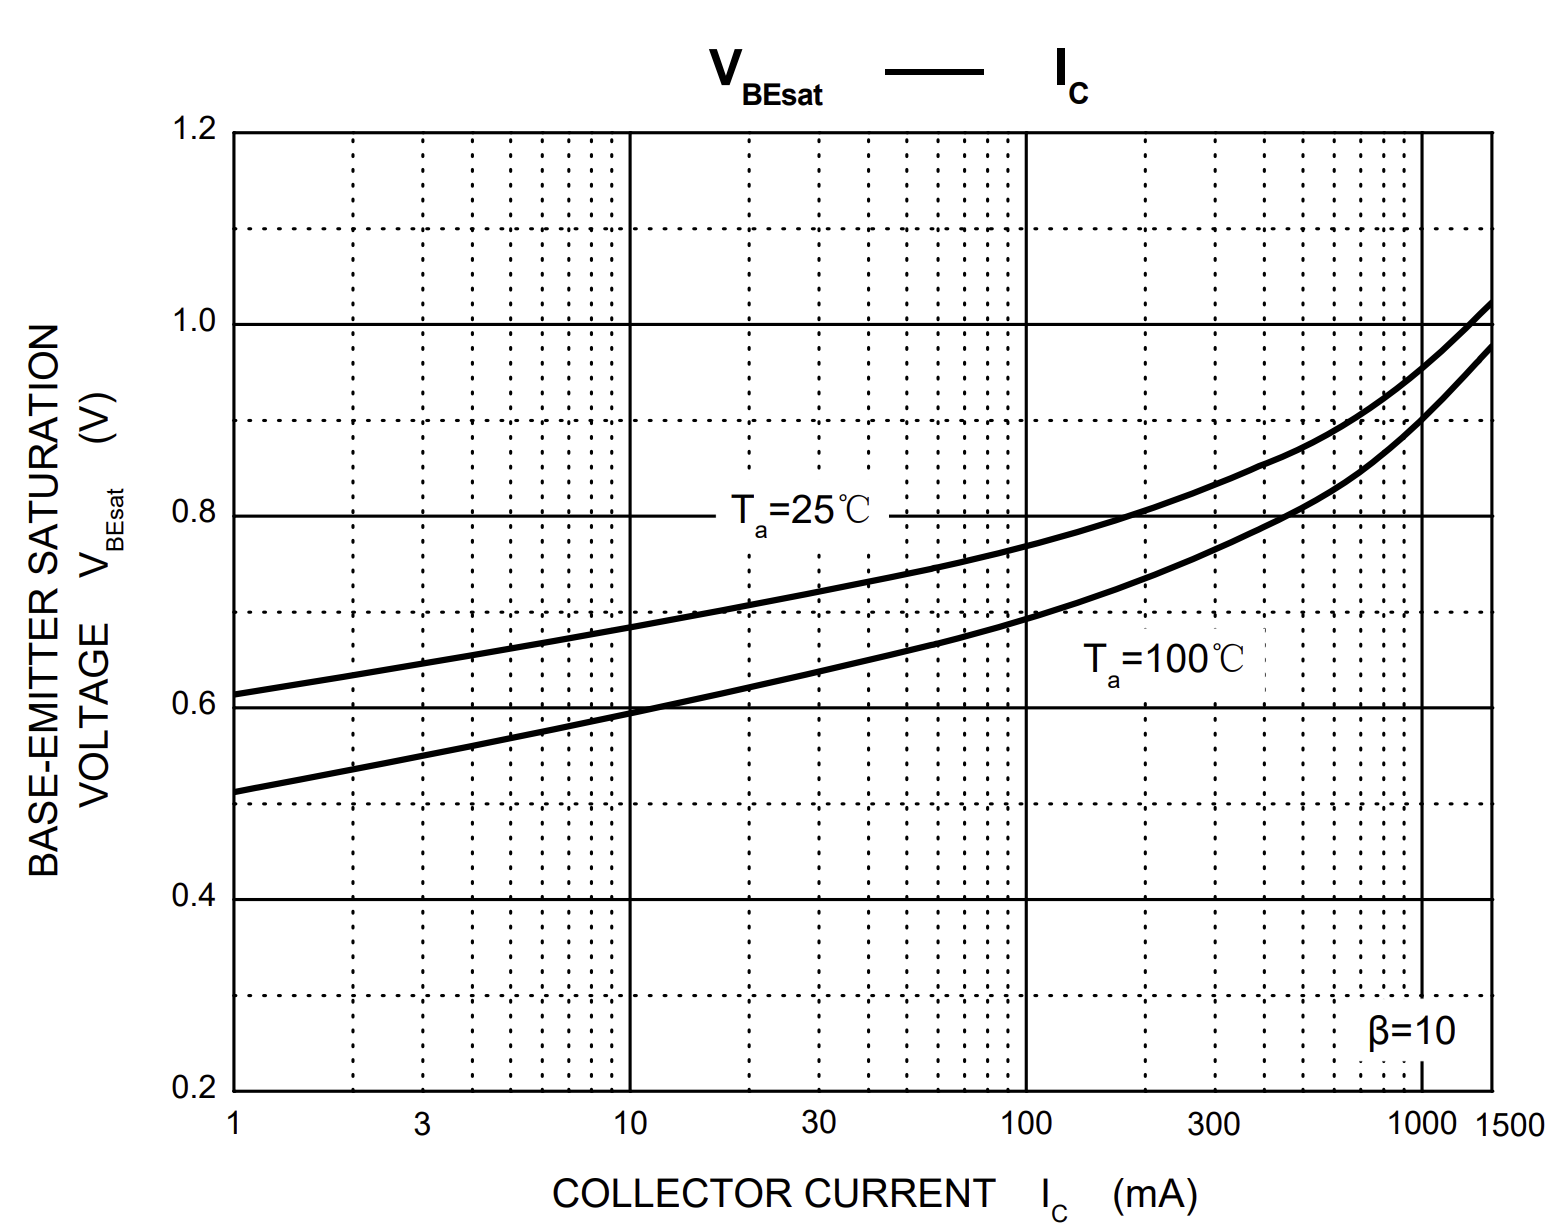 VBEsat —— IC
1.2
1.0
0.8
0.6
0.4
0.2
BASE-EMITTER SATURATION
VOLTAGE VBEsat (V)
Ta=25℃
Ta=100℃
β=10
1 3 10 30 100 300 1000 1500
COLLECTOR CURRENT IC (mA)